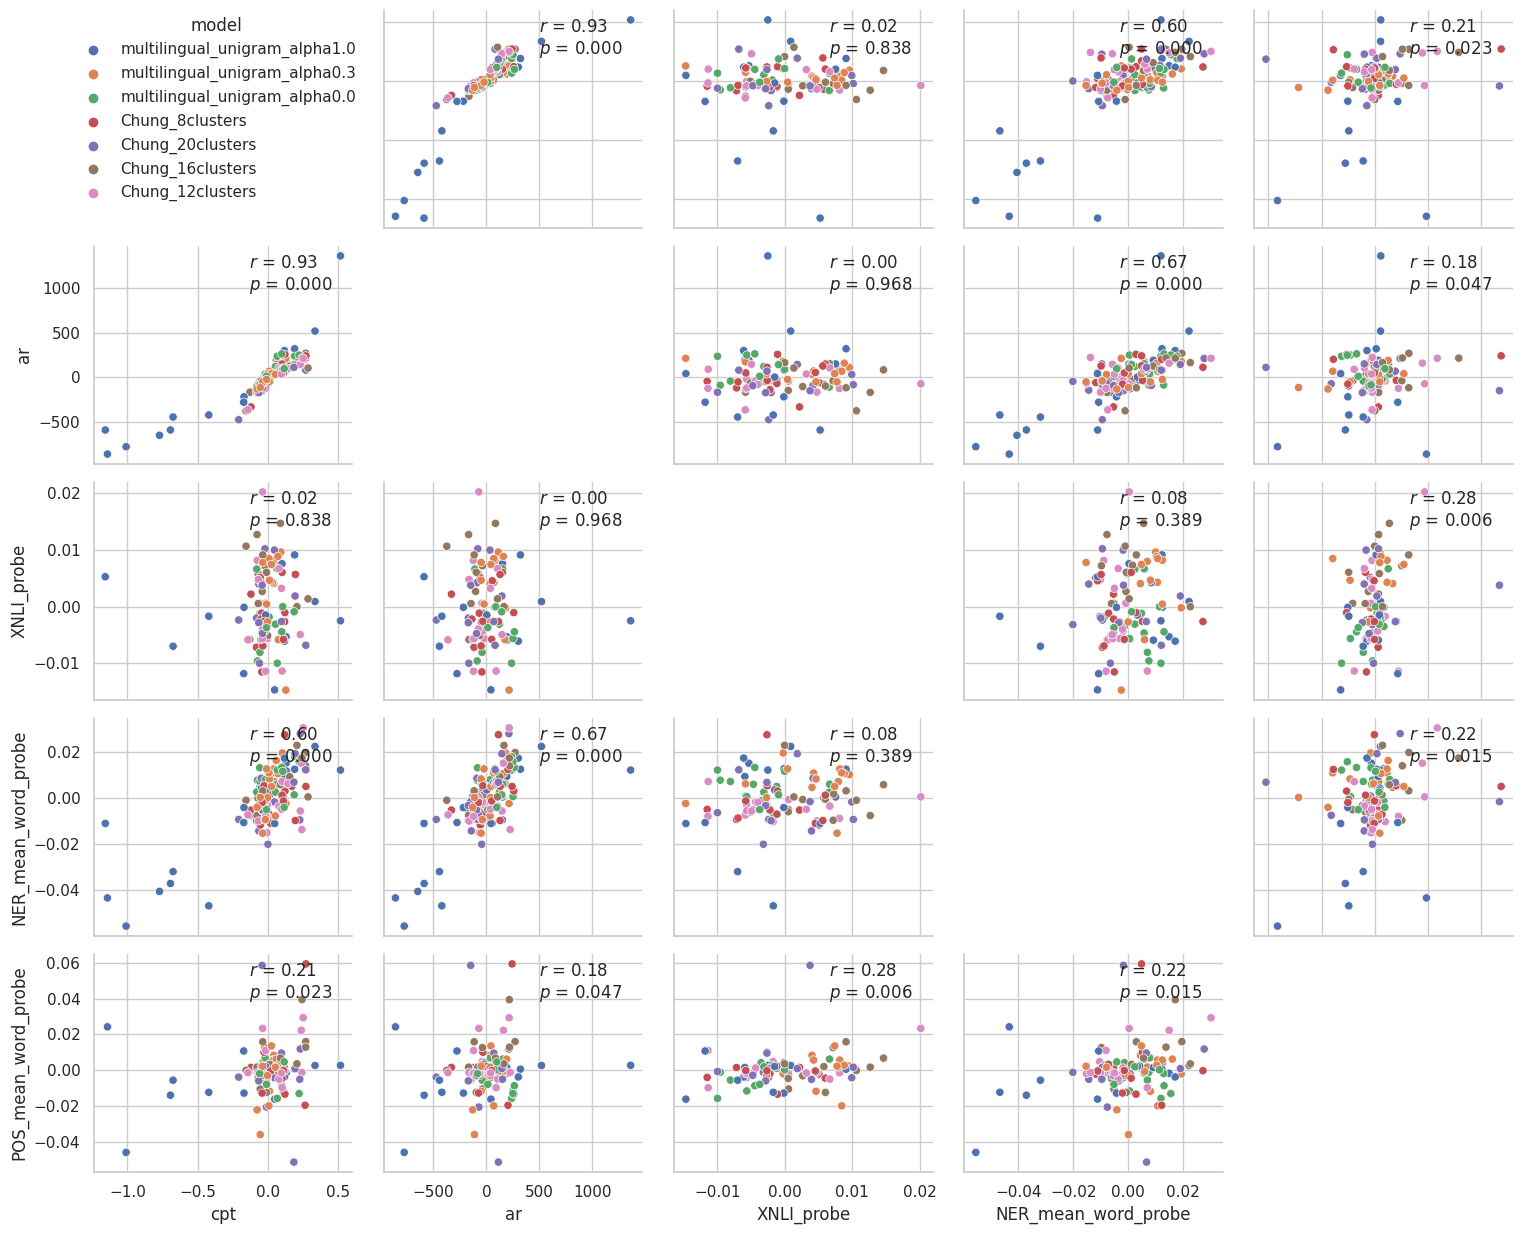 model
multilingual_unigram_alpha1.0
multilingual_unigram_alpha0.3
multilingual_unigram_alpha0.0
Chung_8clusters
Chung_20clusters
Chung_16clusters
Chung_12clusters
r = 0.93
p = 0.000
r = 0.02
p = 0.838
r = 0.60
p = 0.000
r = 0.21
p = 0.023
ar
1000
500
0
−500
r = 0.93
p = 0.000
r = 0.00
p = 0.968
r = 0.67
p = 0.000
r = 0.18
p = 0.047
XNLI_probe
0.02
0.01
0.00
−0.01
r = 0.02
p = 0.838
r = 0.00
p = 0.968
r = 0.08
p = 0.389
r = 0.28
p = 0.006
NER_mean_word_probe
0.02
0.00
−0.02
−0.04
r = 0.60
p = 0.000
r = 0.67
p = 0.000
r = 0.08
p = 0.389
r = 0.22
p = 0.015
POS_mean_word_probe
0.06
0.04
0.02
0.00
−0.02
−0.04
r = 0.21
p = 0.023
r = 0.18
p = 0.047
r = 0.28
p = 0.006
r = 0.22
p = 0.015
−1.0 −0.5 0.0 0.5
cpt
−500 0 500 1000
ar
−0.01 0.00 0.01 0.02
XNLI_probe
−0.04 −0.02 0.00 0.02
NER_mean_word_probe